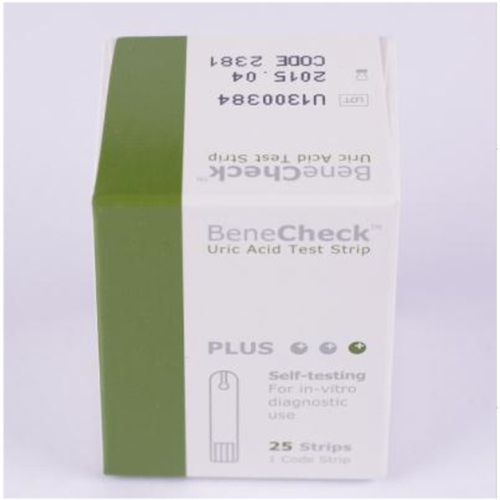 BeneCheck™
Uric Acid Test Strip
LOT U1300384
2015.04
CODE 2381
BeneCheck™
Uric Acid Test Strip
PLUS
Self-testing
For in-vitro
diagnostic
use
25 Strips
1 Code Strip